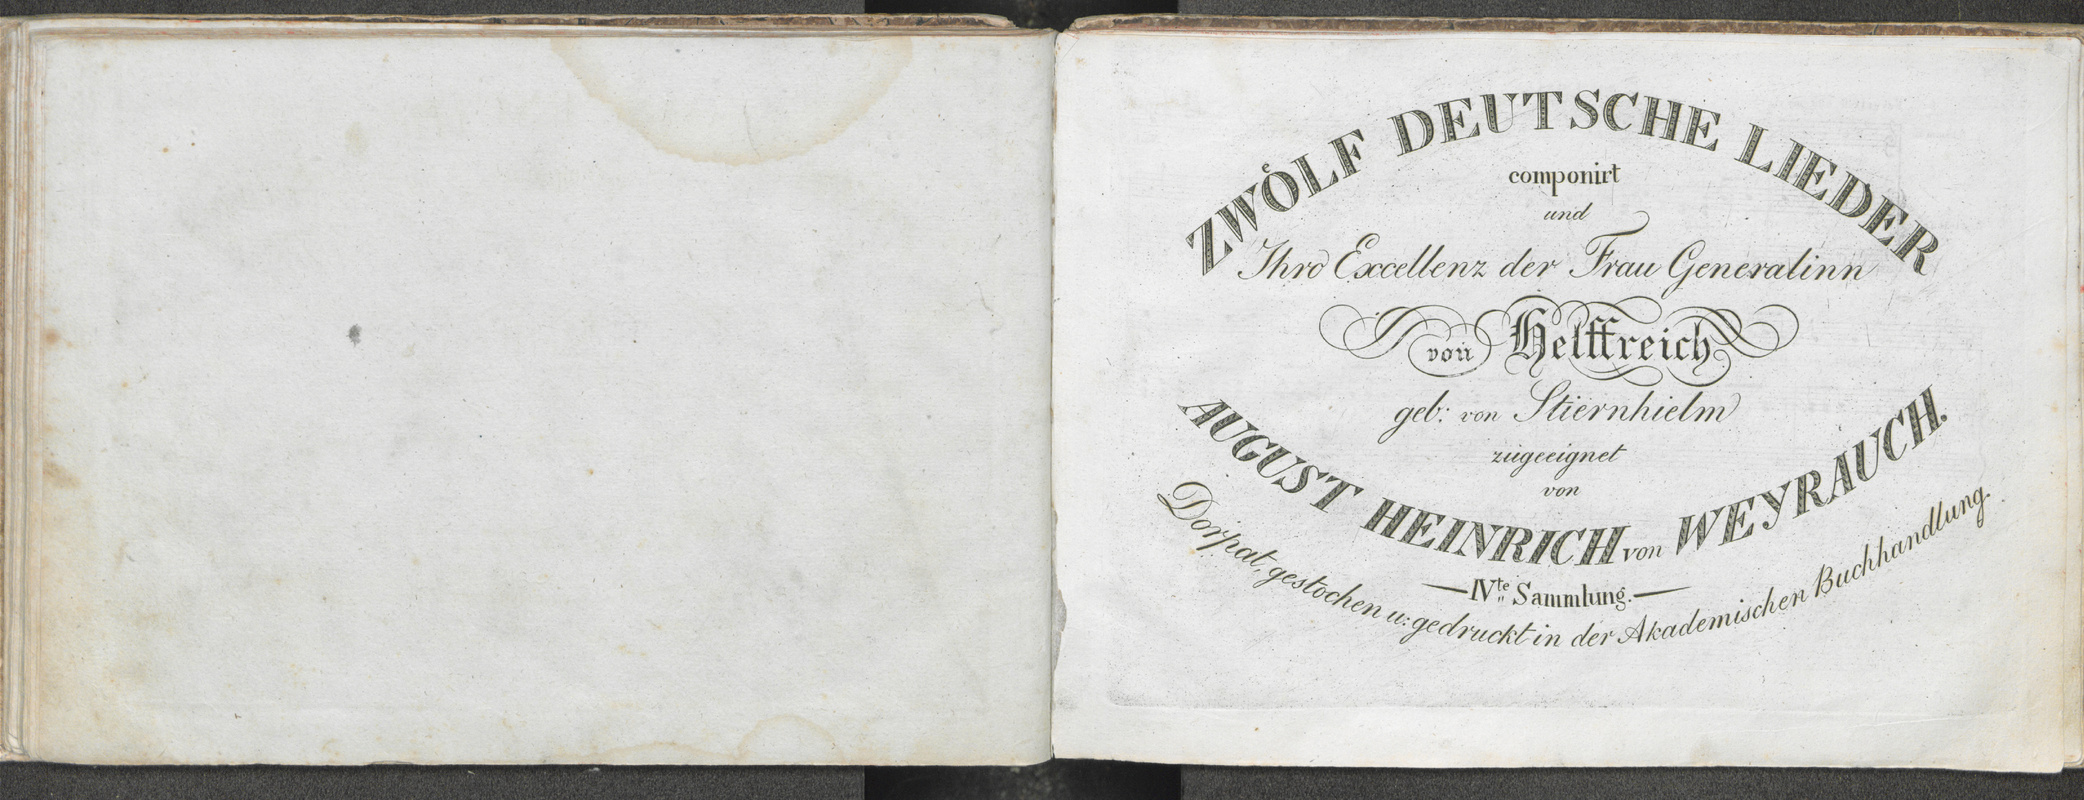 ZWÖLF DEUTSCHE LIEDER
componirt
und
Ihro Excellenz der Frau Generalinn
von Helffreich
geb: von Stiernhielm
zugeeignet
von
AUGUST HEINRICH von WEYRAUCH.
IVte Sammlung.
Dorpat, gestochen u: gedruckt in der Akademischen Buchhandlung.